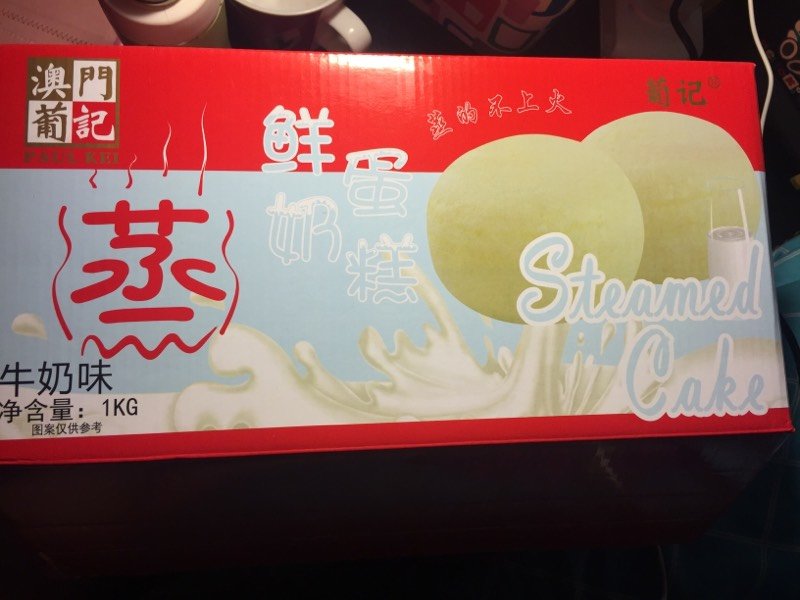 澳門
葡記
PAUL KEI
蒸
鲜奶
蛋糕
蒸的不上火
葡记®
Steamed
Cake
牛奶味
净含量：1KG
图案仅供参考